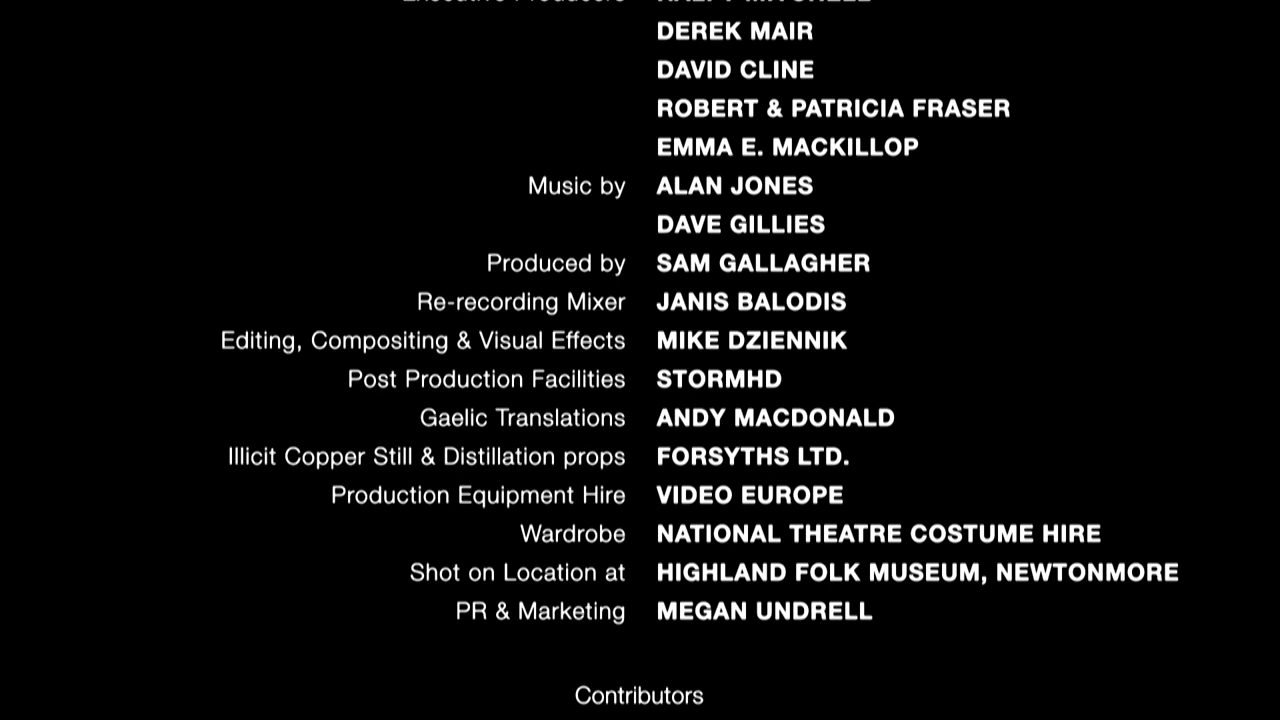 Executive Producers
DEREK MAIR
DAVID CLINE
ROBERT & PATRICIA FRASER
EMMA E. MACKILLOP
Music by ALAN JONES
DAVE GILLIES
Produced by SAM GALLAGHER
Re-recording Mixer JANIS BALODIS
Editing, Compositing & Visual Effects MIKE DZIENNIK
Post Production Facilities STORMHD
Gaelic Translations ANDY MACDONALD
Illicit Copper Still & Distillation props FORSYTHS LTD.
Production Equipment Hire VIDEO EUROPE
Wardrobe NATIONAL THEATRE COSTUME HIRE
Shot on Location at HIGHLAND FOLK MUSEUM, NEWTONMORE
PR & Marketing MEGAN UNDRELL
Contributors